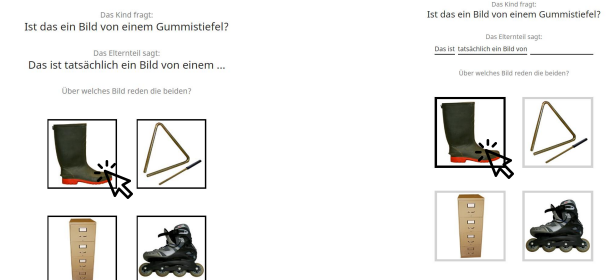 Das Kind fragt:
Ist das ein Bild von einem Gummistiefel?
Das Elternteil sagt:
Das ist tatsächlich ein Bild von einem ...
Über welches Bild reden die beiden?
Das Kind fragt:
Ist das ein Bild von einem Gummistiefel?
Das Elternteil sagt:
Das ist tatsächlich ein Bild von
Über welches Bild reden die beiden?